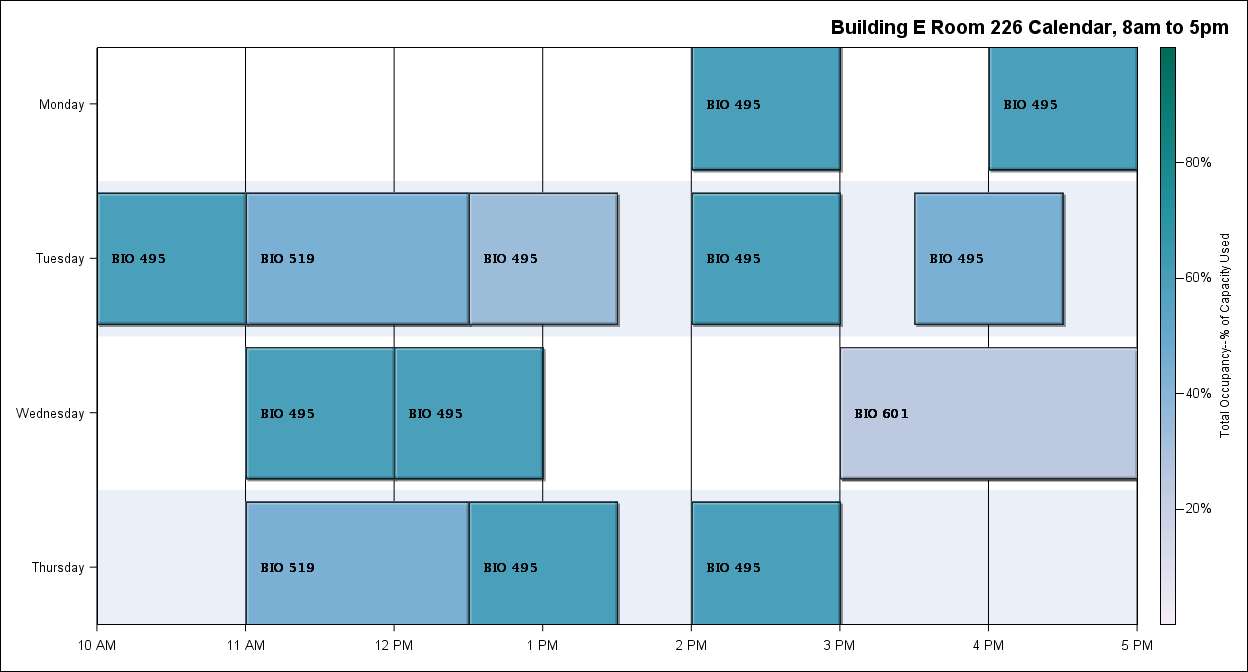 Building E Room 226 Calendar, 8am to 5pm
Monday
BIO 495
BIO 495
Tuesday
BIO 495
BIO 519
BIO 495
BIO 495
BIO 495
Wednesday
BIO 495
BIO 495
BIO 601
Thursday
BIO 519
BIO 495
BIO 495
10 AM
11 AM
12 PM
1 PM
2 PM
3 PM
4 PM
5 PM
80%
60%
40%
20%
Total Occupancy--% of Capacity Used